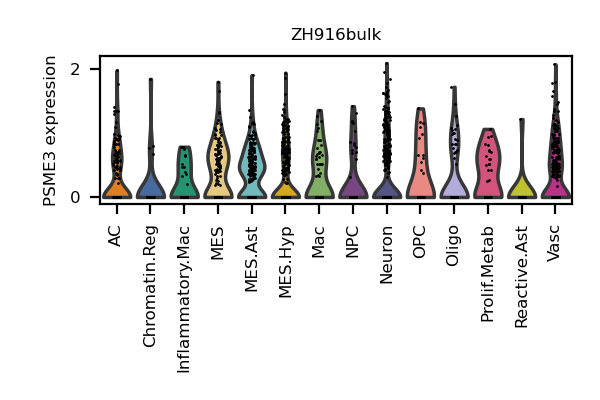 ZH916bulk
PSME3 expression
2
0
AC
Chromatin.Reg
Inflammatory.Mac
MES
MES.Ast
MES.Hyp
Mac
NPC
Neuron
OPC
Oligo
Prolif.Metab
Reactive.Ast
Vasc